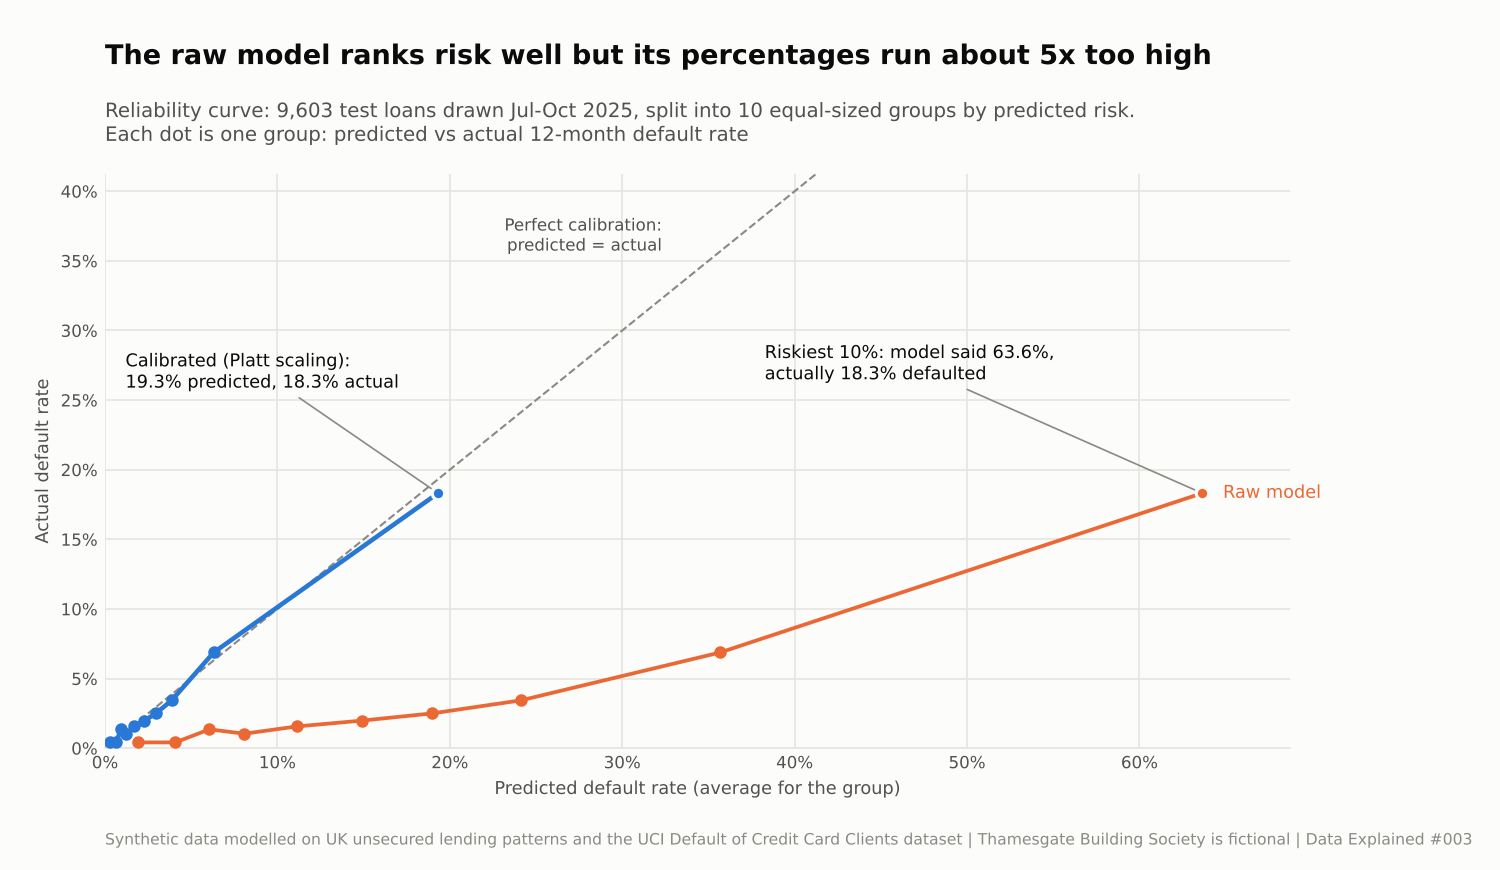 The raw model ranks risk well but its percentages run about 5x too high
Reliability curve: 9,603 test loans drawn Jul-Oct 2025, split into 10 equal-sized groups by predicted risk.
Each dot is one group: predicted vs actual 12-month default rate
40%
35%
30%
25%
20%
15%
10%
5%
0%
Actual default rate
Perfect calibration:
predicted = actual
Calibrated (Platt scaling):
19.3% predicted, 18.3% actual
Riskiest 10%: model said 63.6%,
actually 18.3% defaulted
Raw model
0%
10%
20%
30%
40%
50%
60%
Predicted default rate (average for the group)
Synthetic data modelled on UK unsecured lending patterns and the UCI Default of Credit Card Clients dataset | Thamesgate Building Society is fictional | Data Explained #003